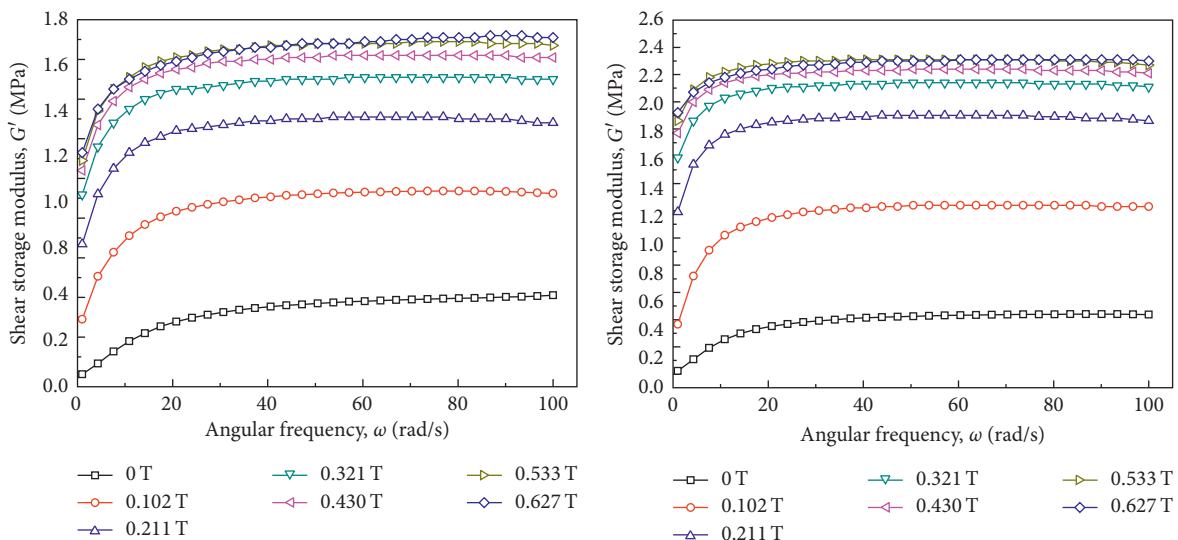 Shear storage modulus, G′ (MPa)
1.8
1.6
1.4
1.2
1.0
0.8
0.4
0.2
0.0
0 20 40 60 80 100
Angular frequency, ω (rad/s)
0 T
0.102 T
0.211 T
0.321 T
0.430 T
0.533 T
0.627 T
Shear storage modulus, G′ (MPa)
2.6
2.4
2.2
2.0
1.8
1.6
1.4
1.2
1.0
0.8
0.4
0.2
0.0
0 20 40 60 80 100
Angular frequency, ω (rad/s)
0 T
0.102 T
0.211 T
0.321 T
0.430 T
0.533 T
0.627 T